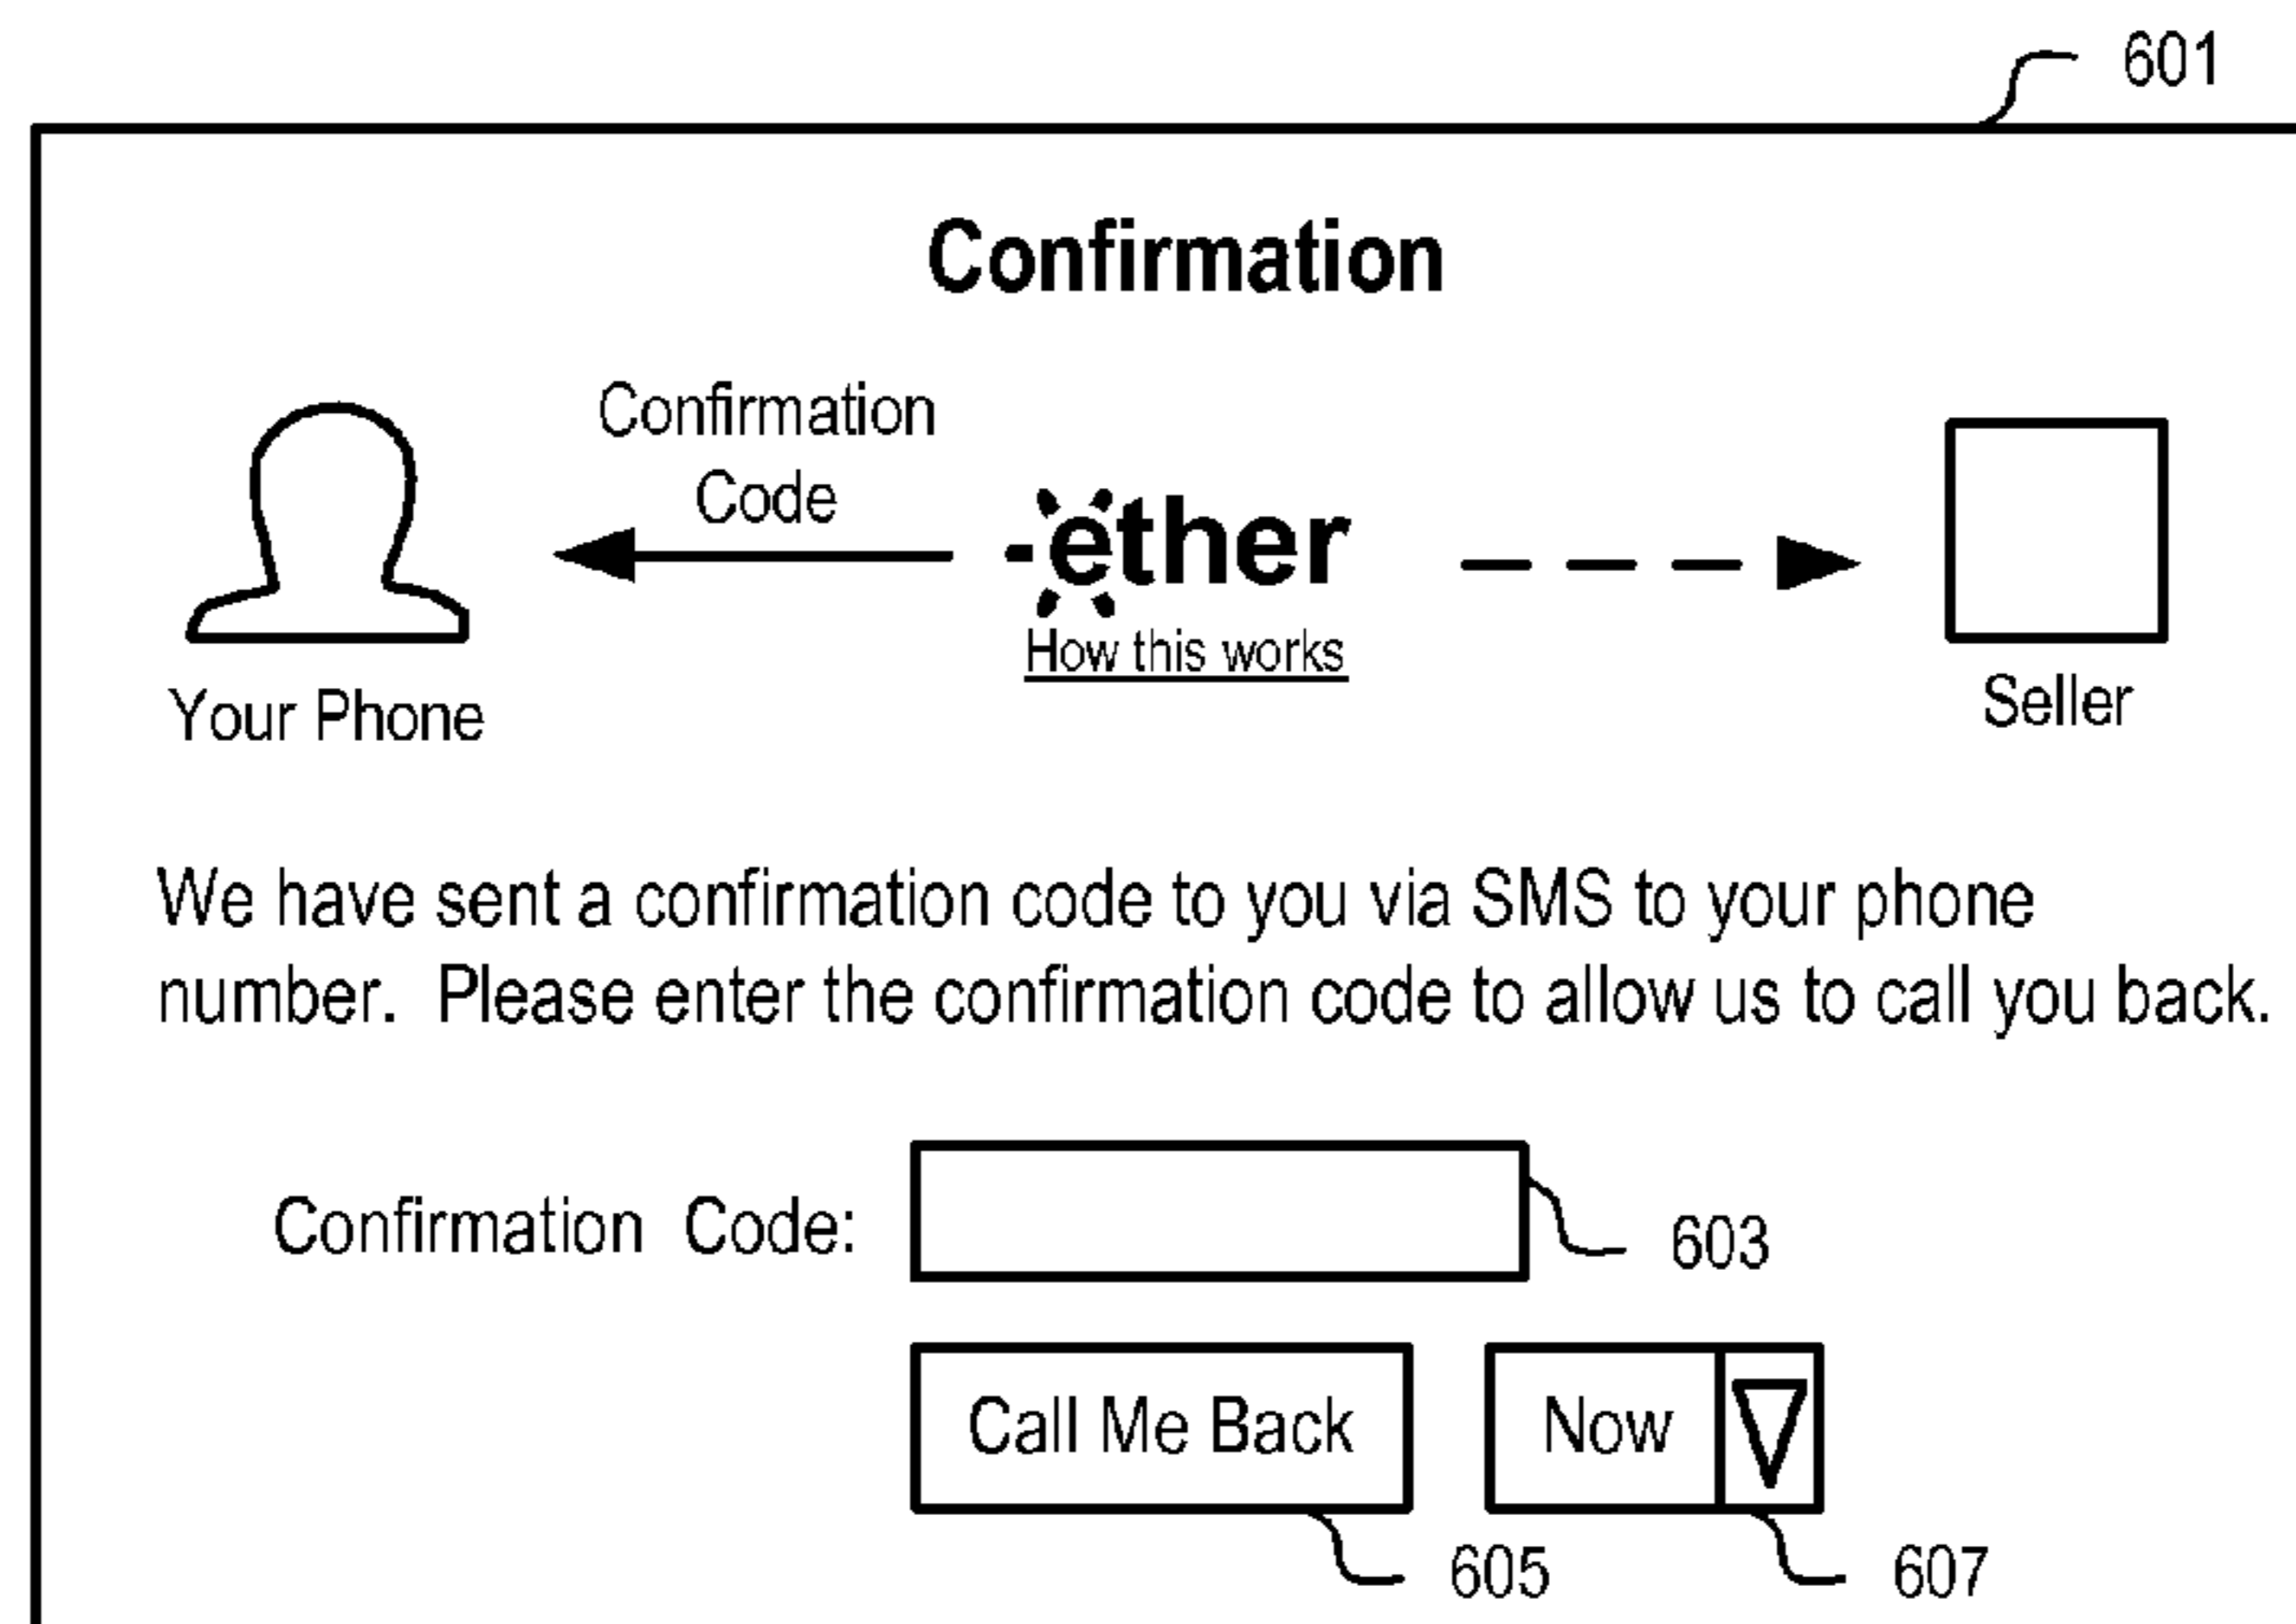 601
Confirmation
Confirmation
Code
ether
How this works
Your Phone
Seller
We have sent a confirmation code to you via SMS to your phone
number. Please enter the confirmation code to allow us to call you back.
Confirmation Code:
603
Call Me Back
Now
605
607